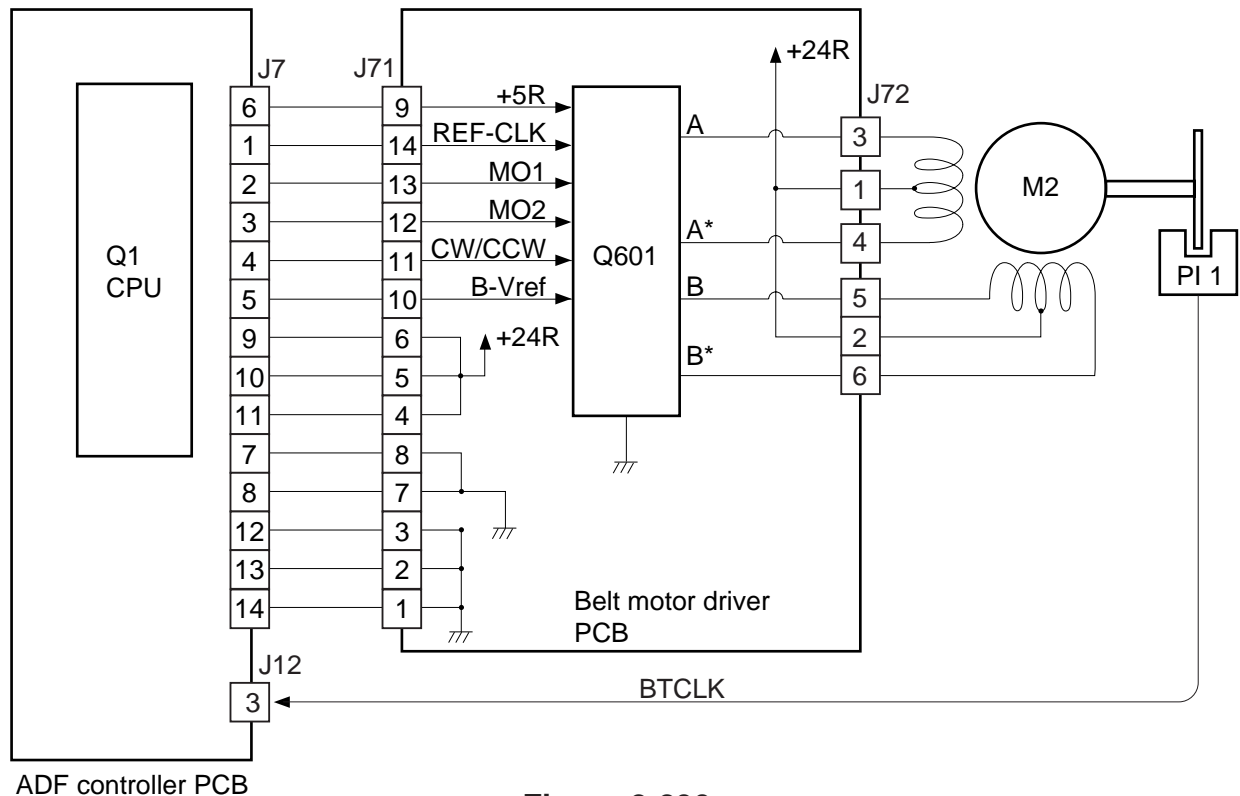 +24R
J7
J71
J72
6
9
+5R
A
3
1
14
REF-CLK
2
13
MO1
1
M2
3
12
MO2
A*
4
Q1
CPU
4
11
CW/CCW
Q601
PI 1
5
10
B-Vref
B
5
9
6
+24R
2
10
5
B*
6
11
4
7
8
8
7
12
3
13
2
14
1
Belt motor driver
PCB
J12
3
BTCLK
ADF controller PCB